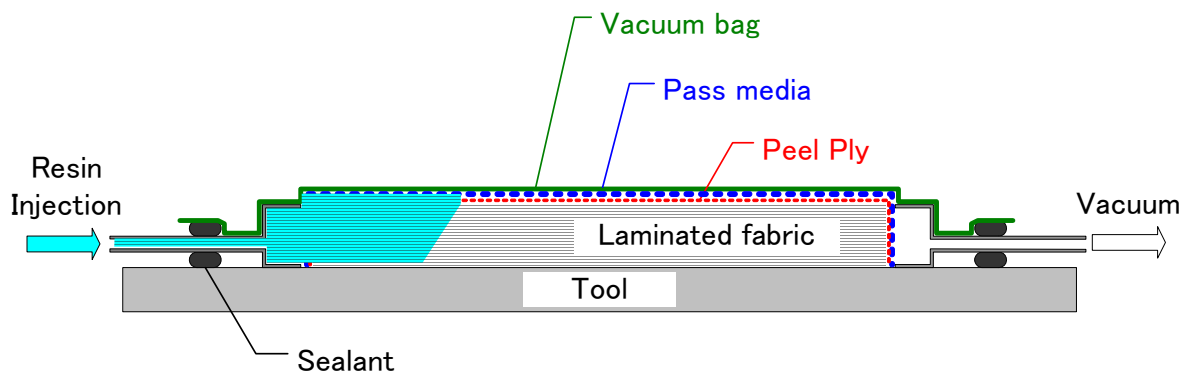 Vacuum bag
Pass media
Peel Ply
Resin
Injection
Vacuum
Laminated fabric
Tool
Sealant